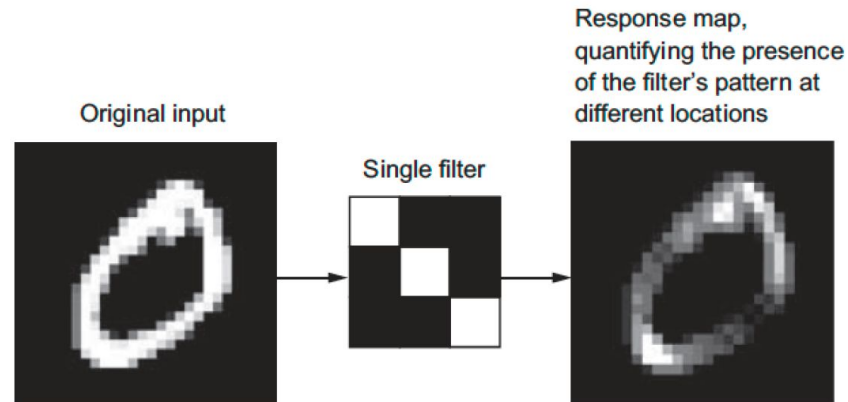 Original input
Single filter
Response map,
quantifying the presence
of the filter's pattern at
different locations